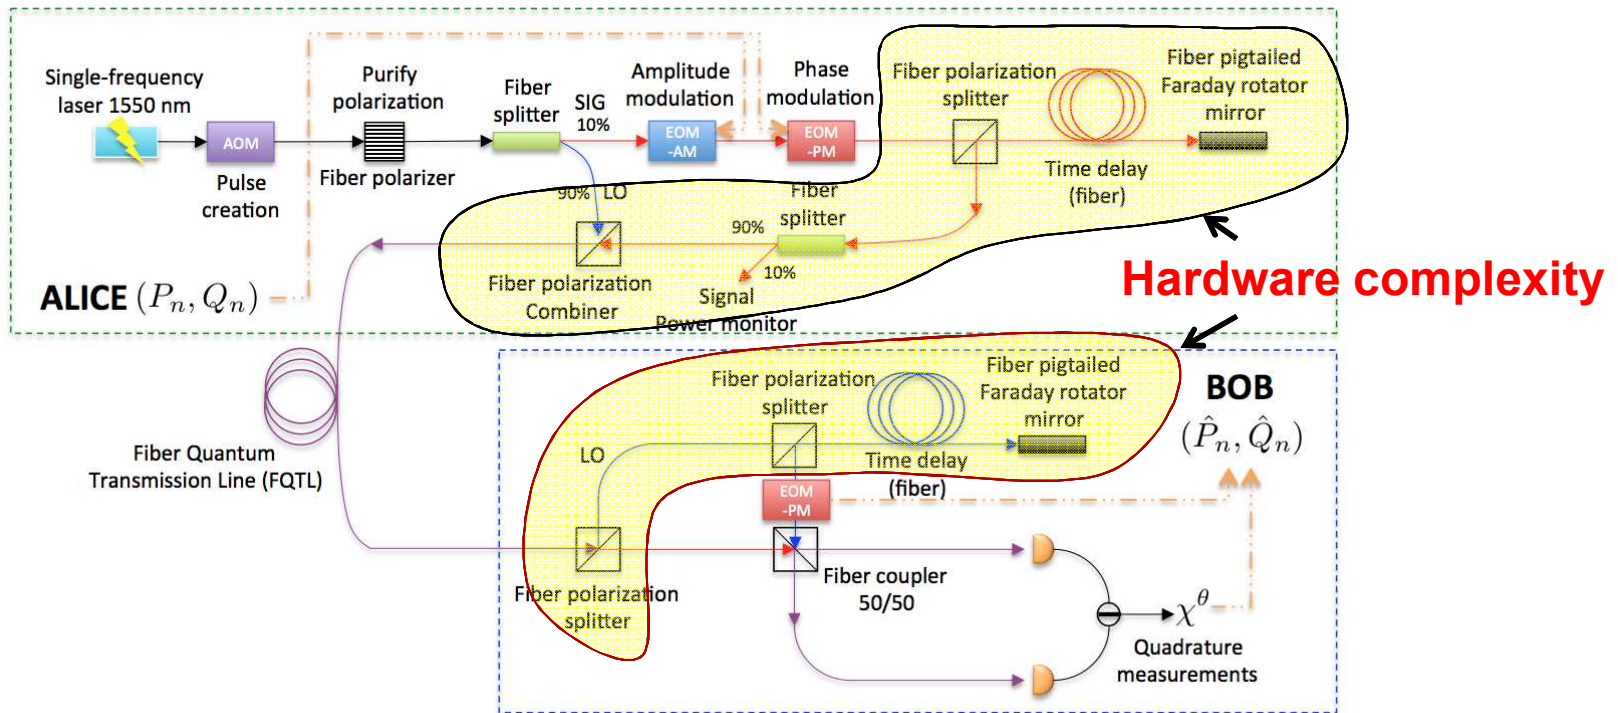 Single-frequency
laser 1550 nm
AOM
Pulse
creation
Purify
polarization
Fiber polarizer
Fiber
splitter
SIG
10%
90% LO
Amplitude
modulation
EOM
-AM
Phase
modulation
EOM
-PM
Fiber polarization
splitter
Time delay
(fiber)
Fiber pigtailed
Faraday rotator
mirror
Fiber
splitter
90%
10%
Signal
Power monitor
Fiber polarization
Combiner
ALICE (Pₙ, Qₙ)
Hardware complexity
Fiber Quantum
Transmission Line (FQTL)
Fiber polarization
splitter
LO
Fiber polarization
splitter
Time delay
(fiber)
Fiber pigtailed
Faraday rotator
mirror
BOB
(P̂ₙ, Q̂ₙ)
EOM
-PM
Fiber coupler
50/50
χ^θ
Quadrature
measurements